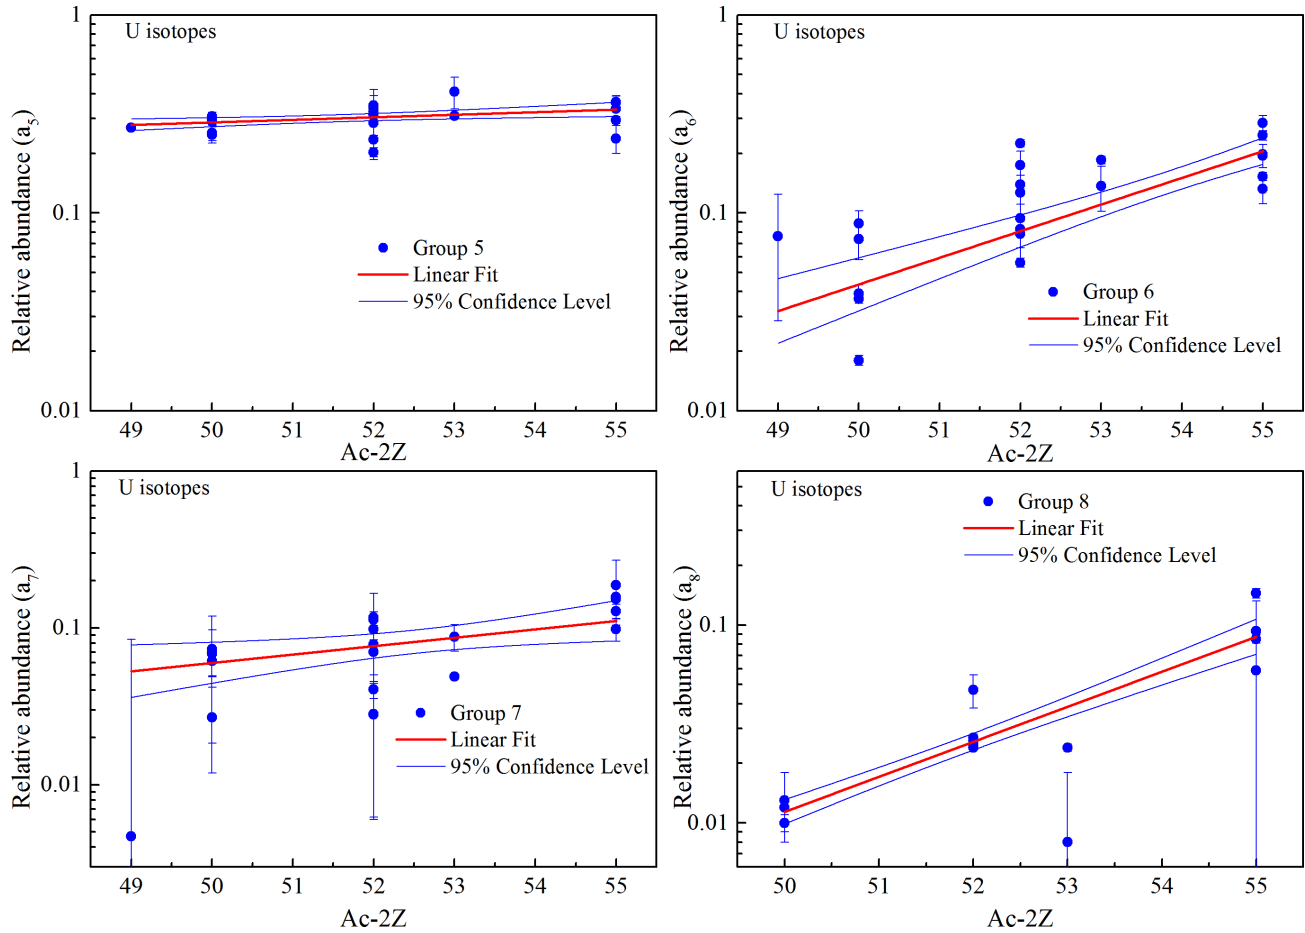 U isotopes
1
0.1
0.01
Relative abundance (a5)
Group 5
Linear Fit
95% Confidence Level
49 50 51 52 53 54 55
Ac-2Z
U isotopes
1
0.1
0.01
Relative abundance (a6)
Group 6
Linear Fit
95% Confidence Level
49 50 51 52 53 54 55
Ac-2Z
U isotopes
1
0.1
0.01
Relative abundance (a7)
Group 7
Linear Fit
95% Confidence Level
49 50 51 52 53 54 55
Ac-2Z
U isotopes
0.1
0.01
Relative abundance (a8)
Group 8
Linear Fit
95% Confidence Level
50 51 52 53 54 55
Ac-2Z